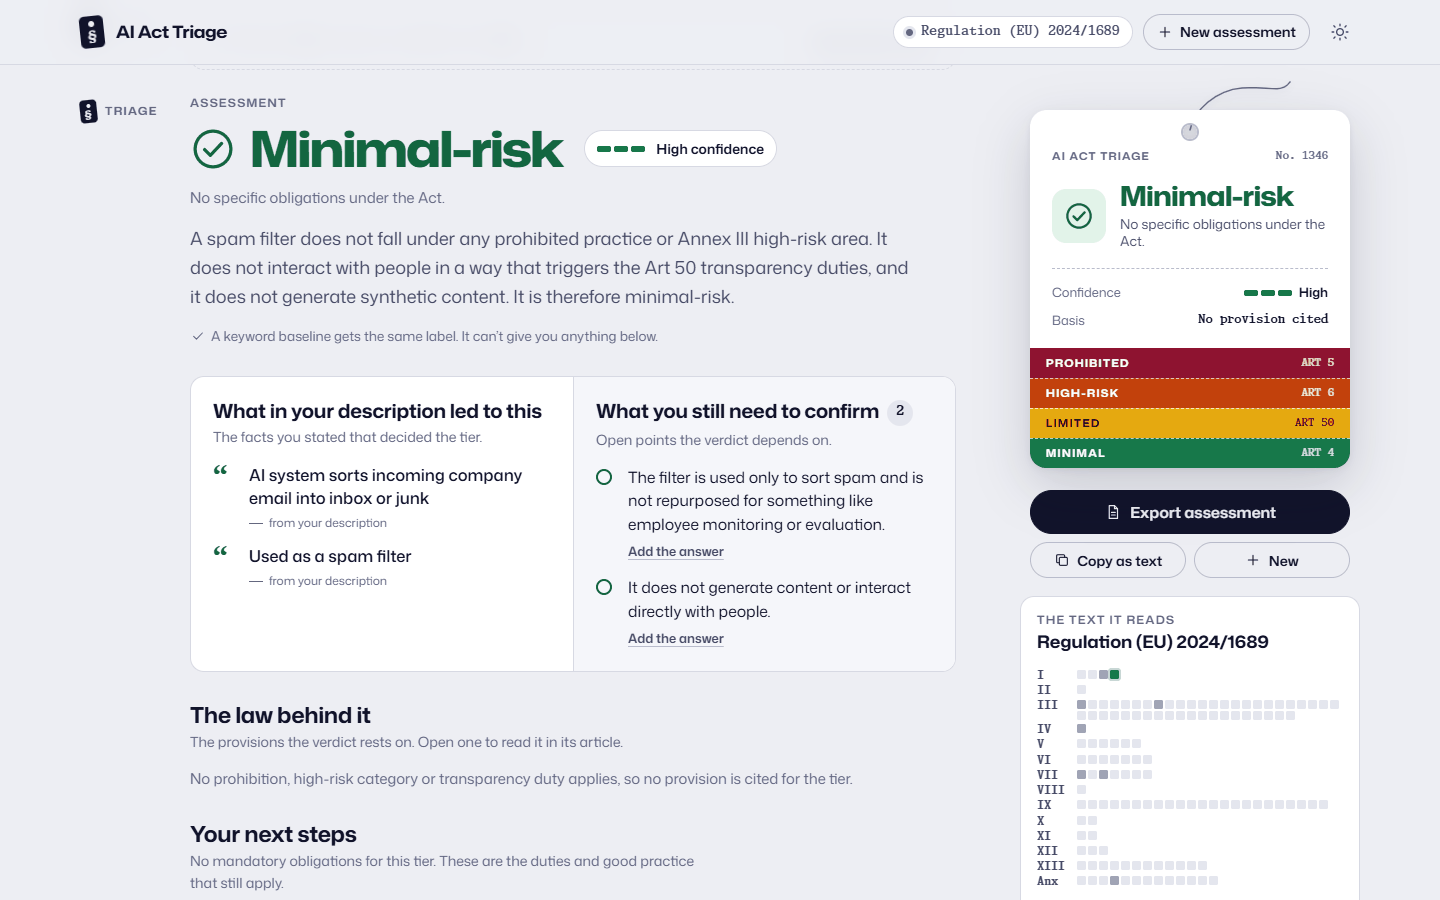 AI Act Triage
Regulation (EU) 2024/1689
New assessment
TRIAGE
ASSESSMENT
Minimal-risk
High confidence
No specific obligations under the Act.
A spam filter does not fall under any prohibited practice or Annex III high-risk area. It
does not interact with people in a way that triggers the Art 50 transparency duties, and
it does not generate synthetic content. It is therefore minimal-risk.
A keyword baseline gets the same label. It can't give you anything below.
What in your description led to this
The facts you stated that decided the tier.
“ AI system sorts incoming company
email into inbox or junk
— from your description
“ Used as a spam filter
— from your description
What you still need to confirm 2
Open points the verdict depends on.
The filter is used only to sort spam and is
not repurposed for something like
employee monitoring or evaluation.
Add the answer
It does not generate content or interact
directly with people.
Add the answer
The law behind it
The provisions the verdict rests on. Open one to read it in its article.
No prohibition, high-risk category or transparency duty applies, so no provision is cited for the tier.
Your next steps
No mandatory obligations for this tier. These are the duties and good practice
that still apply.
AI ACT TRIAGE
No. 1346
Minimal-risk
No specific obligations under the
Act.
Confidence
High
Basis
No provision cited
PROHIBITED ART 5
HIGH-RISK ART 6
LIMITED ART 50
MINIMAL ART 4
Export assessment
Copy as text
New
THE TEXT IT READS
Regulation (EU) 2024/1689
I
II
III
IV
V
VI
VII
VIII
IX
X
XI
XII
XIII
Anx